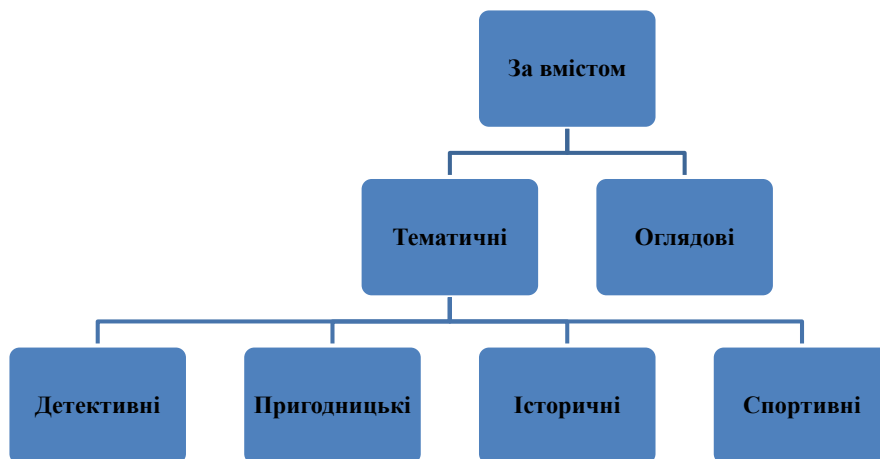 За вмістом
Тематичні
Оглядові
Детективні
Пригодницькі
Історичні
Спортивні